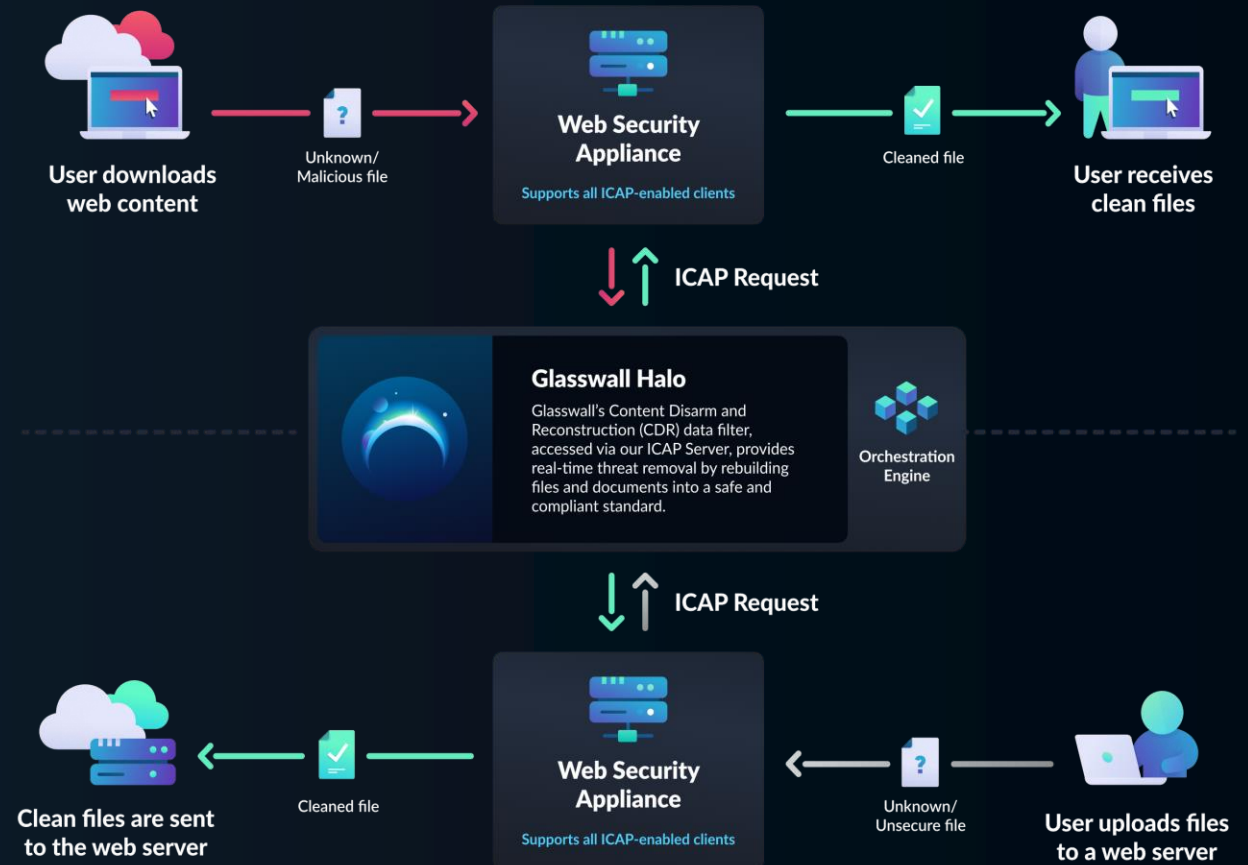 User downloads
web content
?
Unknown/
Malicious file
Web Security
Appliance
Supports all ICAP-enabled clients
Cleaned file
User receives
clean files
ICAP Request
Glasswall Halo
Glasswall's Content Disarm and
Reconstruction (CDR) data filter,
accessed via our ICAP Server, provides
real-time threat removal by rebuilding
files and documents into a safe and
compliant standard.
Orchestration
Engine
ICAP Request
Clean files are sent
to the web server
Cleaned file
Web Security
Appliance
Supports all ICAP-enabled clients
?
Unknown/
Unsecure file
User uploads files
to a web server